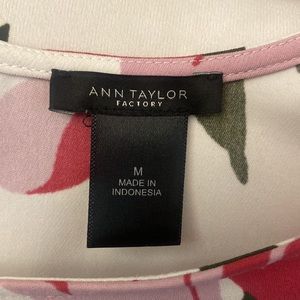 ANN TAYLOR
FACTORY
M
MADE IN
INDONESIA